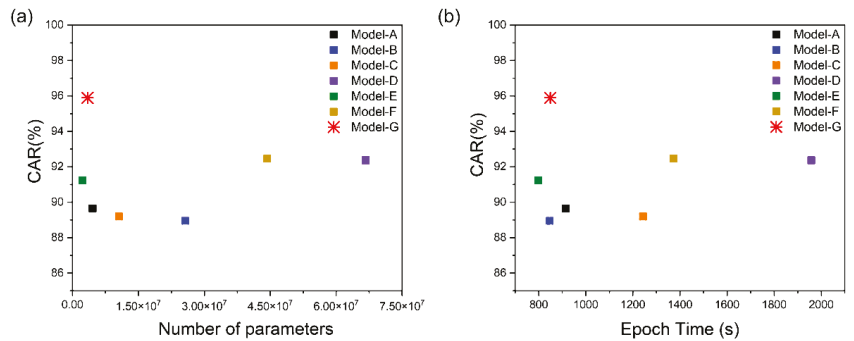 (a)
CAR(%)
100
98
96
94
92
90
88
86
0.00
1.50×10⁷
3.00×10⁷
4.50×10⁷
6.00×10⁷
7.50×10⁷
Number of parameters
Model-A
Model-B
Model-C
Model-D
Model-E
Model-F
Model-G
(b)
CAR(%)
100
98
96
94
92
90
88
86
800
1000
1200
1400
1600
1800
2000
Epoch Time (s)
Model-A
Model-B
Model-C
Model-D
Model-E
Model-F
Model-G